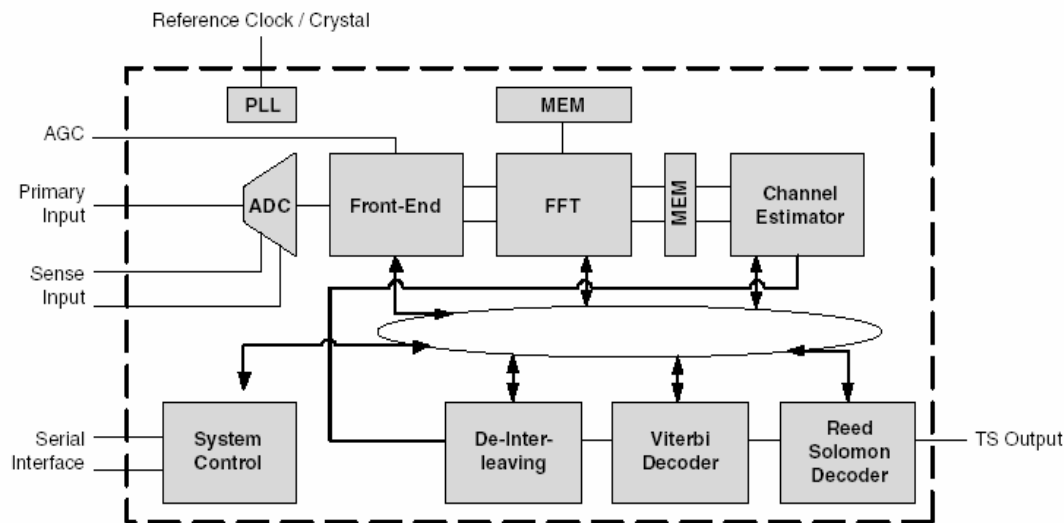 Reference Clock / Crystal
PLL
MEM
AGC
Primary
Input
ADC
Front-End
FFT
MEM
Channel
Estimator
Sense
Input
Serial
Interface
System
Control
De-Inter-
leaving
Viterbi
Decoder
Reed
Solomon
Decoder
TS Output